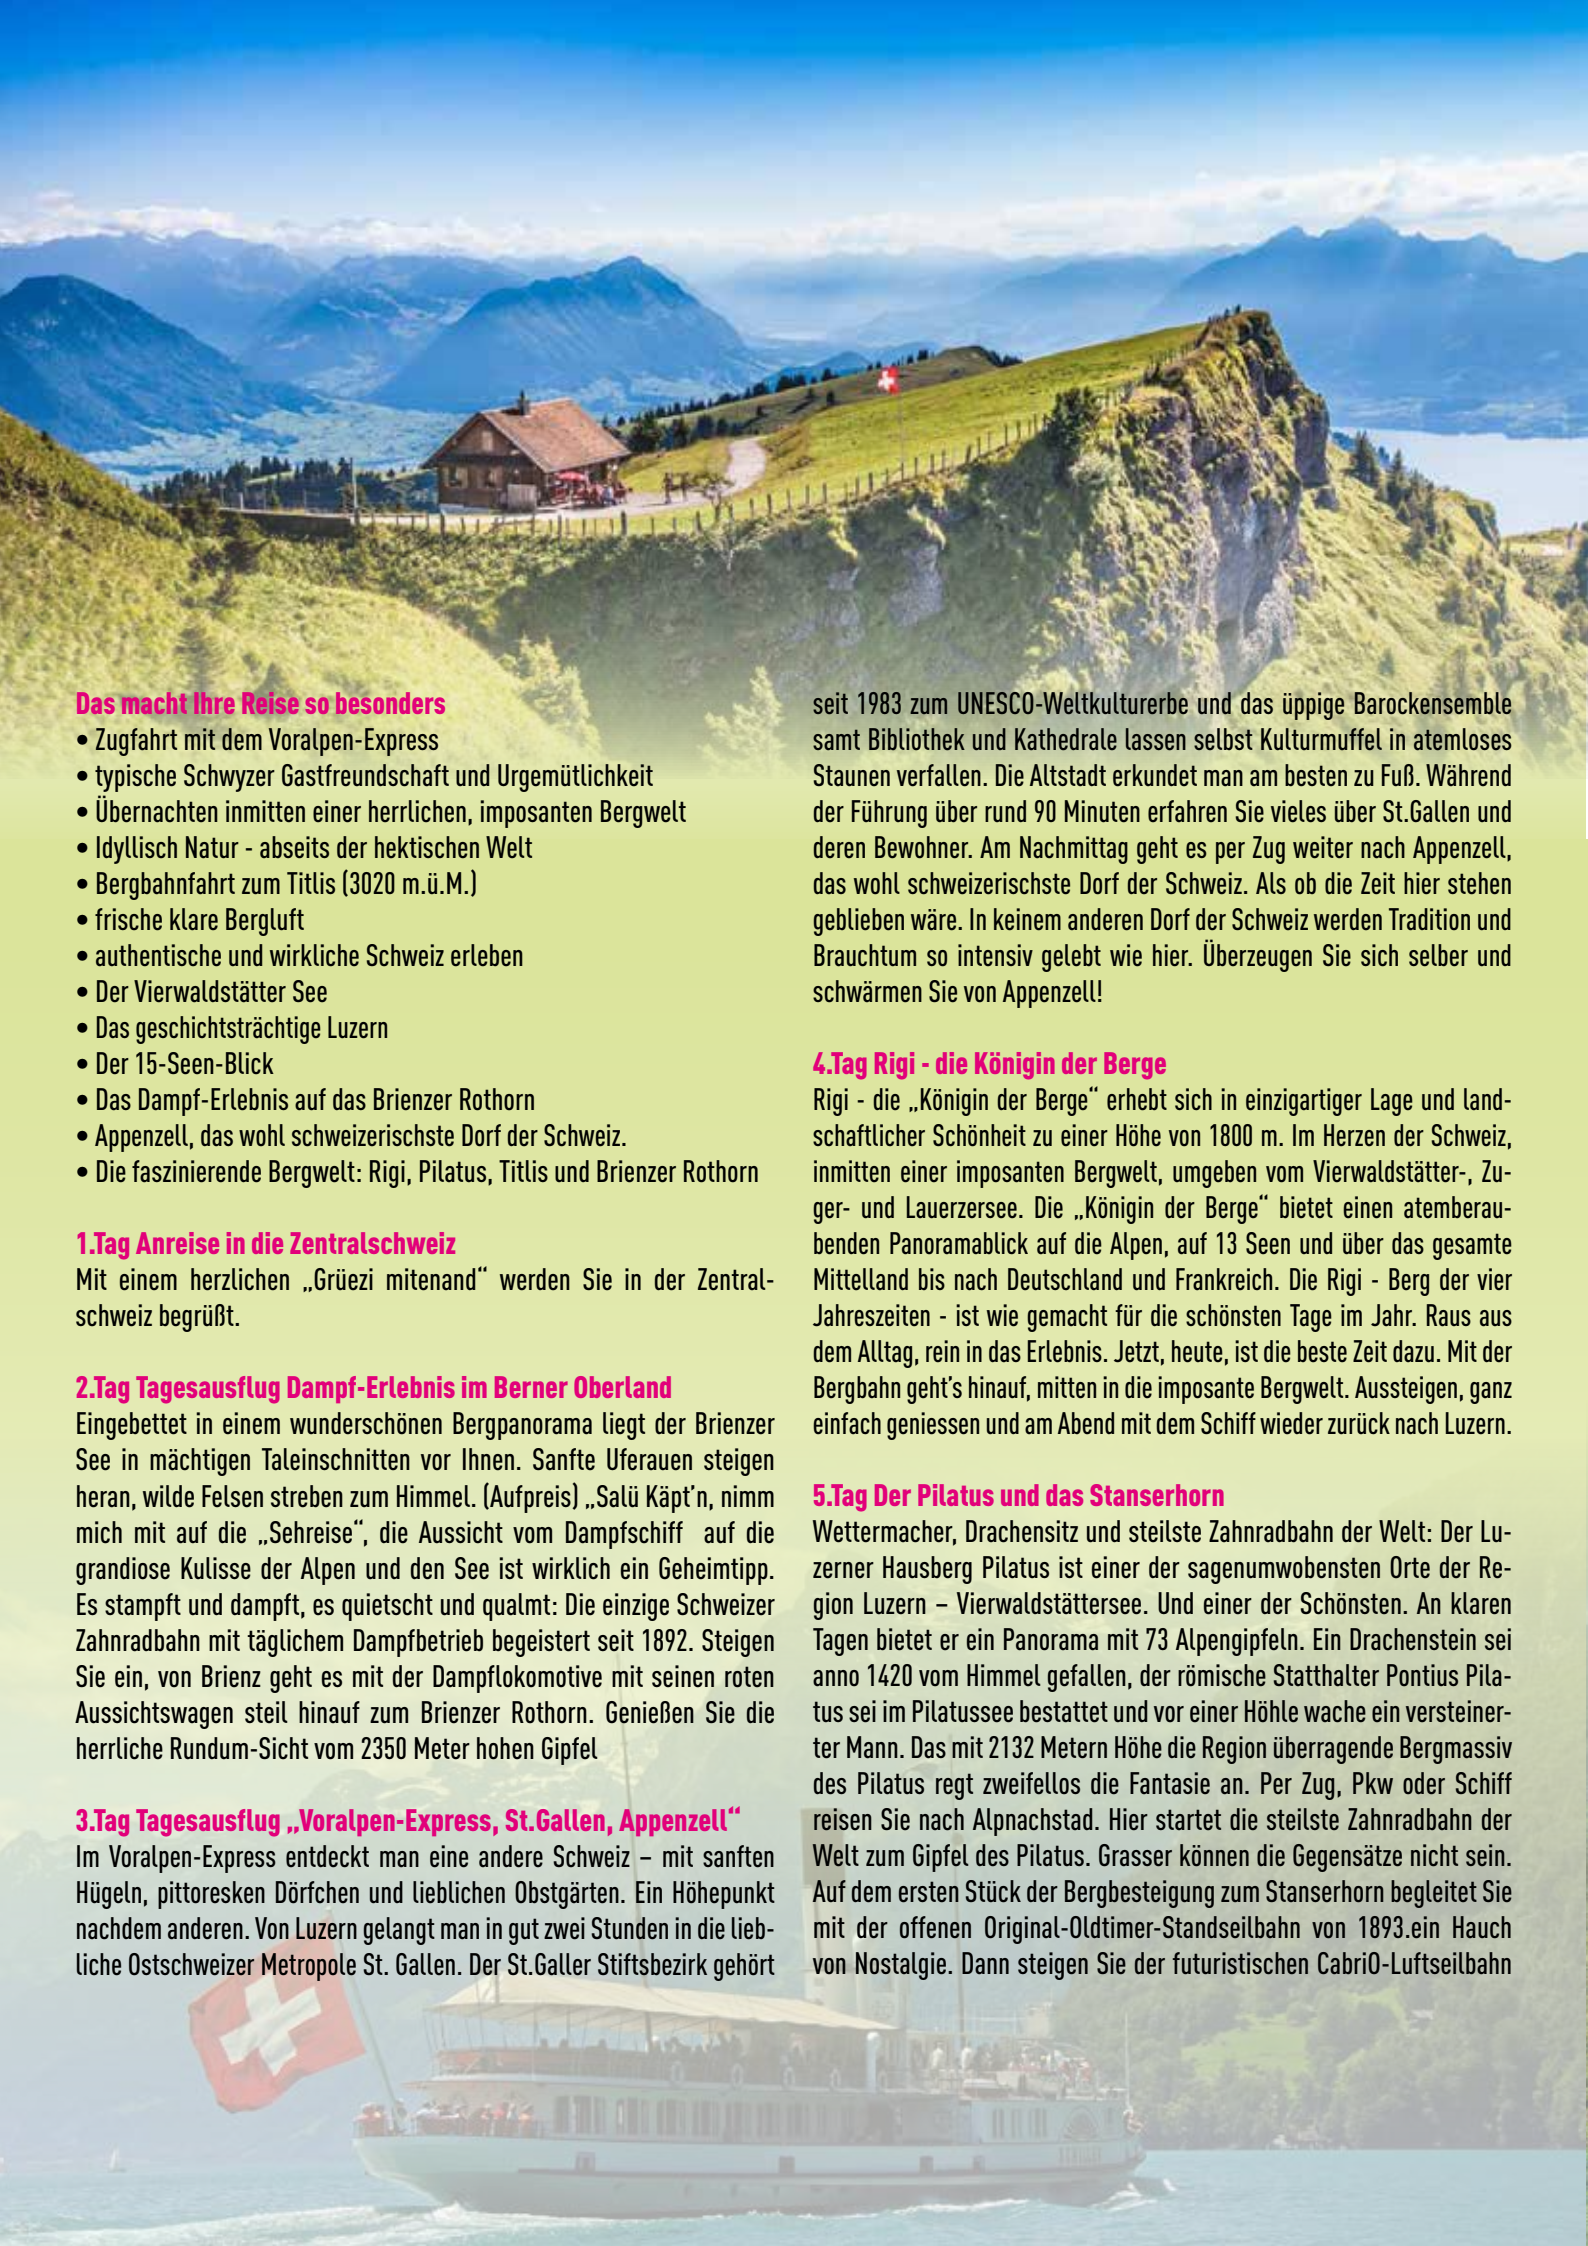 Das macht Ihre Reise so besonders
• Zugfahrt mit dem Voralpen-Express
• typische Schwyzer Gastfreundschaft und Urgemütlichkeit
• Übernachten inmitten einer herrlichen, imposanten Bergwelt
• Idyllisch Natur - abseits der hektischen Welt
• Bergbahnfahrt zum Titlis (3020 m.ü.M.)
• frische klare Bergluft
• authentische und wirkliche Schweiz erleben
• Der Vierwaldstätter See
• Das geschichtsträchtige Luzern
• Der 15-Seen-Blick
• Das Dampf-Erlebnis auf das Brienzer Rothorn
• Appenzell, das wohl schweizerischste Dorf der Schweiz.
• Die faszinierende Bergwelt: Rigi, Pilatus, Titlis und Brienzer Rothorn
1.Tag Anreise in die Zentralschweiz
Mit einem herzlichen „Grüezi mitenand“ werden Sie in der Zentral-
schweiz begrüßt.
2.Tag Tagesausflug Dampf-Erlebnis im Berner Oberland
Eingebettet in einem wunderschönen Bergpanorama liegt der Brienzer
See in mächtigen Taleinschnitten vor Ihnen. Sanfte Uferauen steigen
heran, wilde Felsen streben zum Himmel. (Aufpreis) „Salü Käpt’n, nimm
mich mit auf die „Sehreise“, die Aussicht vom Dampfschiff auf die
grandiose Kulisse der Alpen und den See ist wirklich ein Geheimtipp.
Es stampft und dampft, es quietscht und qualmt: Die einzige Schweizer
Zahnradbahn mit täglichem Dampfbetrieb begeistert seit 1892. Steigen
Sie ein, von Brienz geht es mit der Dampflokomotive mit seinen roten
Aussichtswagen steil hinauf zum Brienzer Rothorn. Genießen Sie die
herrliche Rundum-Sicht vom 2350 Meter hohen Gipfel
3.Tag Tagesausflug „Voralpen-Express, St.Gallen, Appenzell“
Im Voralpen-Express entdeckt man eine andere Schweiz – mit sanften
Hügeln, pittoresken Dörfchen und lieblichen Obstgärten. Ein Höhepunkt
nachdem anderen. Von Luzern gelangt man in gut zwei Stunden in die lieb-
liche Ostschweizer Metropole St. Gallen. Der St.Galler Stiftsbezirk gehört
seit 1983 zum UNESCO-Weltkulturerbe und das üppige Barockensemble
samt Bibliothek und Kathedrale lassen selbst Kulturmuffel in atemloses
Staunen verfallen. Die Altstadt erkundet man am besten zu Fuß. Während
der Führung über rund 90 Minuten erfahren Sie vieles über St.Gallen und
deren Bewohner. Am Nachmittag geht es per Zug weiter nach Appenzell,
das wohl schweizerischste Dorf der Schweiz. Als ob die Zeit hier stehen
geblieben wäre. In keinem anderen Dorf der Schweiz werden Tradition und
Brauchtum so intensiv gelebt wie hier. Überzeugen Sie sich selber und
schwärmen Sie von Appenzell!
4.Tag Rigi - die Königin der Berge
Rigi - die „Königin der Berge“ erhebt sich in einzigartiger Lage und land-
schaftlicher Schönheit zu einer Höhe von 1800 m. Im Herzen der Schweiz,
inmitten einer imposanten Bergwelt, umgeben vom Vierwaldstätter-, Zu-
ger- und Lauerzersee. Die „Königin der Berge“ bietet einen atemberau-
benden Panoramablick auf die Alpen, auf 13 Seen und über das gesamte
Mittelland bis nach Deutschland und Frankreich. Die Rigi - Berg der vier
Jahreszeiten - ist wie gemacht für die schönsten Tage im Jahr. Raus aus
dem Alltag, rein in das Erlebnis. Jetzt, heute, ist die beste Zeit dazu. Mit der
Bergbahn geht’s hinauf, mitten in die imposante Bergwelt. Aussteigen, ganz
einfach geniessen und am Abend mit dem Schiff wieder zurück nach Luzern.
5.Tag Der Pilatus und das Stanserhorn
Wettermacher, Drachensitz und steilste Zahnradbahn der Welt: Der Lu-
zerner Hausberg Pilatus ist einer der sagenumwobensten Orte der Re-
gion Luzern – Vierwaldstättersee. Und einer der Schönsten. An klaren
Tagen bietet er ein Panorama mit 73 Alpengipfeln. Ein Drachenstein sei
anno 1420 vom Himmel gefallen, der römische Statthalter Pontius Pila-
tus sei im Pilatussee bestattet und vor einer Höhle wache ein versteiner-
ter Mann. Das mit 2132 Metern Höhe die Region überragende Bergmassiv
des Pilatus regt zweifellos die Fantasie an. Per Zug, Pkw oder Schiff
reisen Sie nach Alpnachstad. Hier startet die steilste Zahnradbahn der
Welt zum Gipfel des Pilatus. Grasser können die Gegensätze nicht sein.
Auf dem ersten Stück der Bergbesteigung zum Stanserhorn begleitet Sie
mit der offenen Original-Oldtimer-Standseilbahn von 1893.ein Hauch
von Nostalgie. Dann steigen Sie der futuristischen CabriO-Luftseilbahn